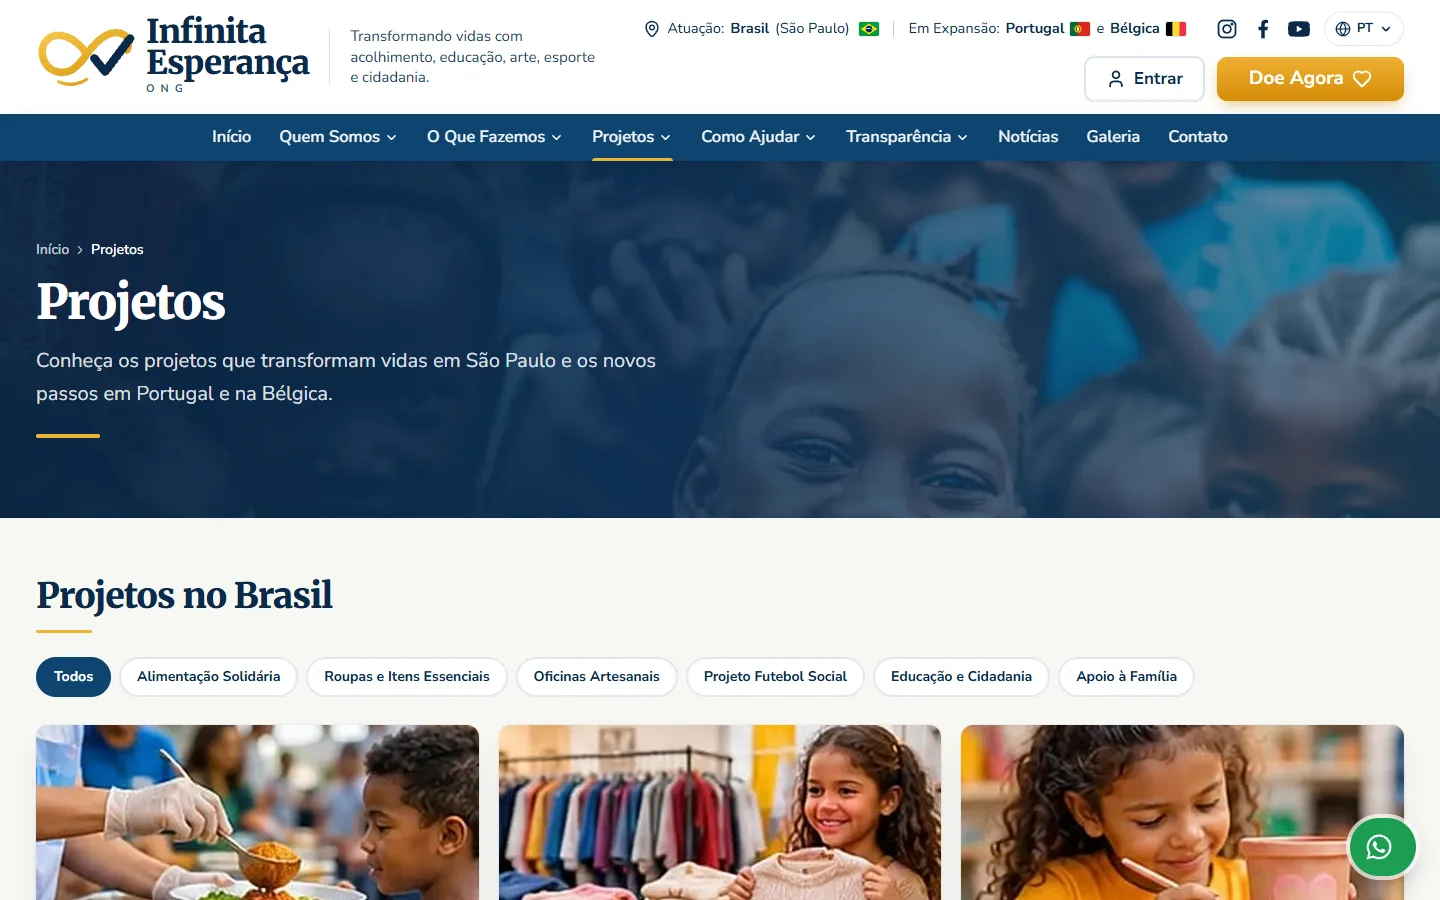 Infinita
Esperança
ONG
Transformando vidas com
acolhimento, educação, arte, esporte
e cidadania.
Atuação: Brasil (São Paulo)
Em Expansão: Portugal e Bélgica
PT
Entrar
Doe Agora
Início
Quem Somos
O Que Fazemos
Projetos
Como Ajudar
Transparência
Notícias
Galeria
Contato
Início > Projetos
Projetos
Conheça os projetos que transformam vidas em São Paulo e os novos
passos em Portugal e na Bélgica.
Projetos no Brasil
Todos
Alimentação Solidária
Roupas e Itens Essenciais
Oficinas Artesanais
Projeto Futebol Social
Educação e Cidadania
Apoio à Família